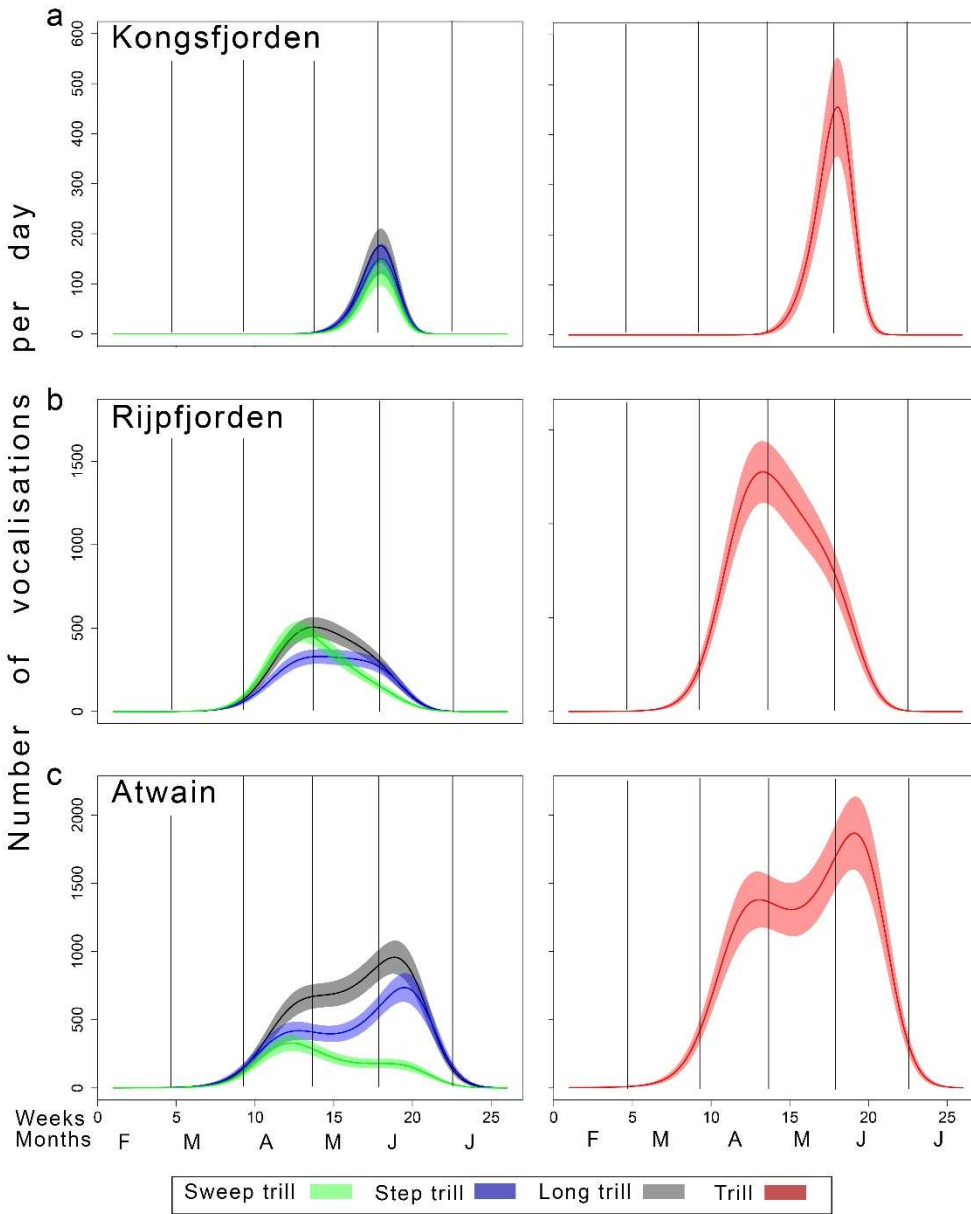 a
Kongsfjorden
0 100 200 300 400 500 600
b
Rijpfjorden
0 500 1000 1500
c
Atwain
0 500 1000 1500 2000
Number of vocalisations per day
Weeks 0 5 10 15 20 25 0 5 10 15 20 25
Months F M A M J J F M A M J J
Sweep trill Step trill Long trill Trill